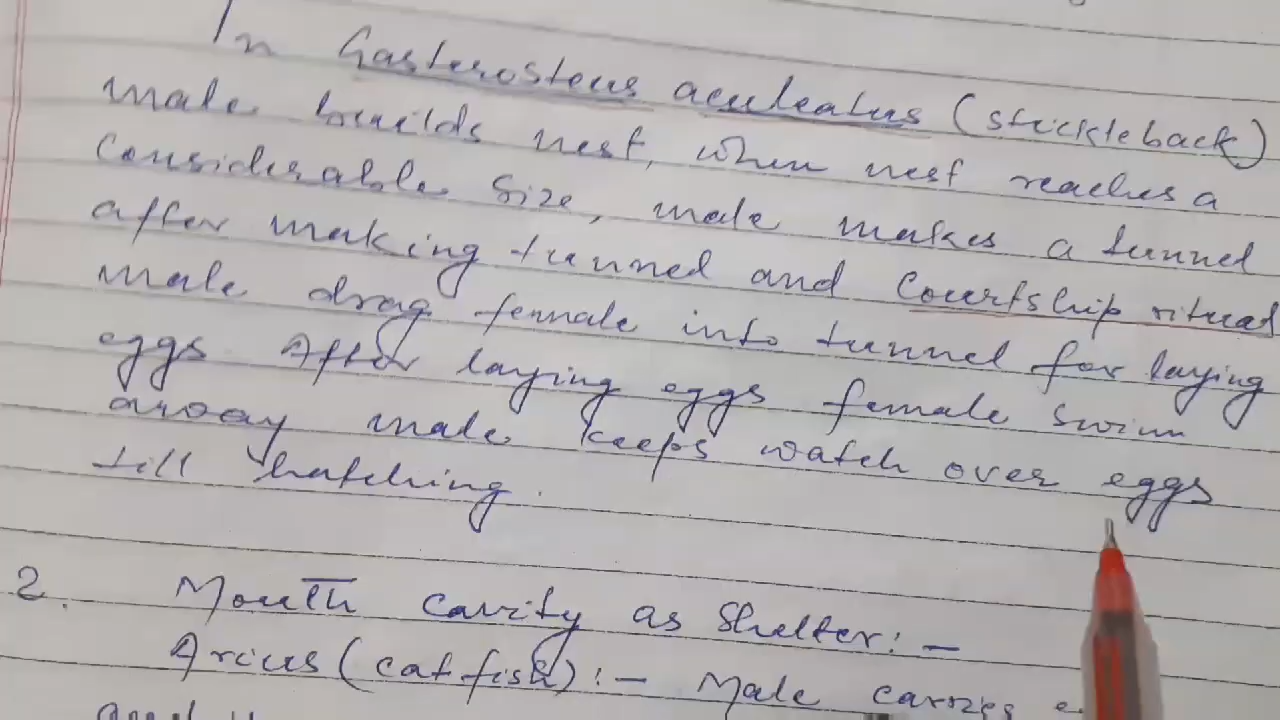 In Gasterosteus aculeatus (stickleback)
male builds nest, when nest reaches a
considerable size, male makes a tunnel
after making tunnel and Courtship ritual
male drag female into tunnel for laying
eggs After laying eggs female swim
away male keeps watch over eggs
till hatching.
2. Mouth cavity as Shelter:-
Arius (cat fish):- Male carries